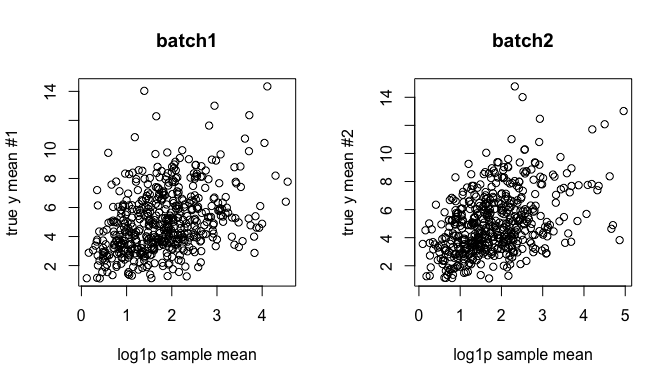 batch1
true y mean #1
2 4 6 8 10 14
0 1 2 3 4
log1p sample mean
batch2
true y mean #2
2 4 6 8 10 14
0 1 2 3 4 5
log1p sample mean